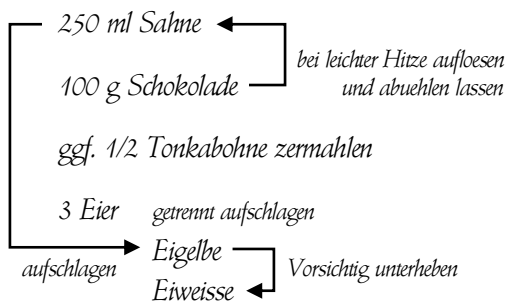 250 ml Sahne
bei leichter Hitze aufloesen
und abuehlen lassen
100 g Schokolade
ggf. 1/2 Tonkabohne zermahlen
3 Eier getrennt aufschlagen
Eigelbe
aufschlagen
Vorsichtig unterheben
Eiweisse